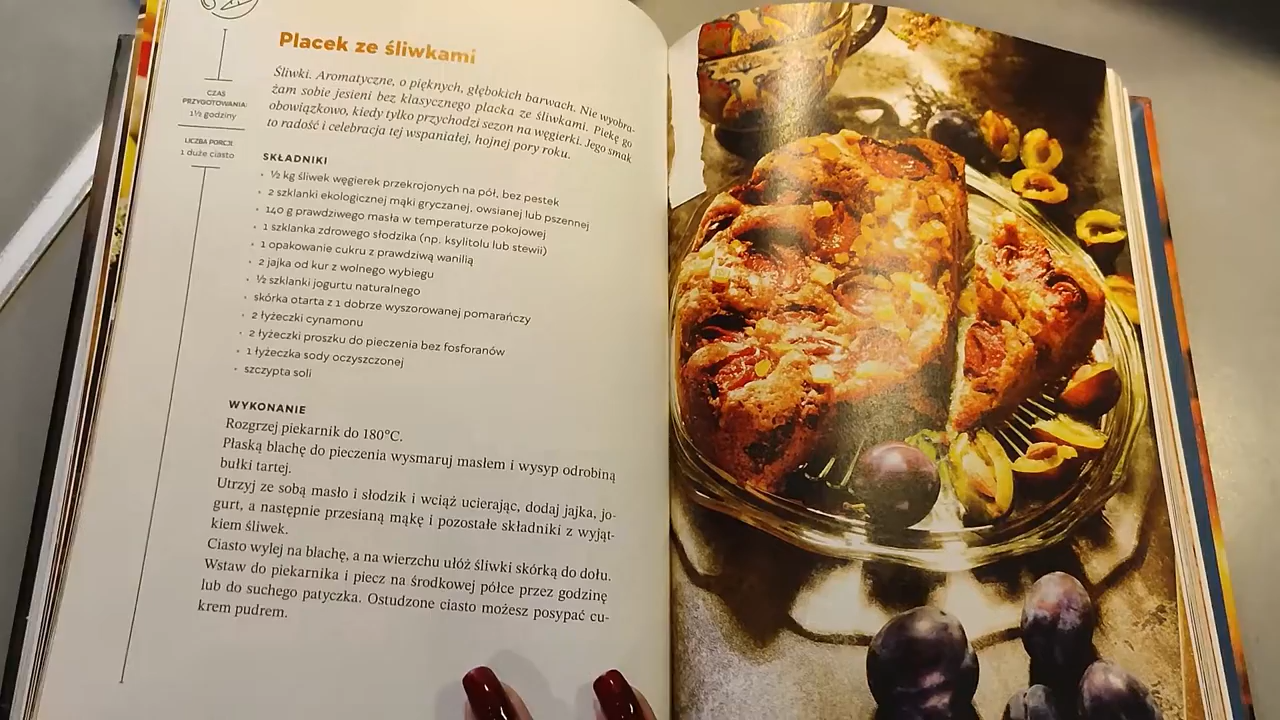 Placek ze śliwkami
Śliwki. Aromatyczne, o pięknych, głębokich barwach. Nie wyobra-
żam sobie jesieni bez klasycznego placka ze śliwkami. Piekę go
obowiązkowo, kiedy tylko przychodzi sezon na węgierki. Jego smak
to radość i celebracja tej wspaniałej, hojnej pory roku.
CZAS
PRZYGOTOWANIA:
1½ godziny
LICZBA PORCJI:
1 duże ciasto
SKŁADNIKI
• ½ kg śliwek węgierek przekrojonych na pół, bez pestek
• 2 szklanki ekologicznej mąki gryczanej, owsianej lub pszennej
• 140 g prawdziwego masła w temperaturze pokojowej
• 1 szklanka zdrowego słodzika (np. ksylitolu lub stewii)
• 1 opakowanie cukru z prawdziwą wanilią
• 2 jajka od kur z wolnego wybiegu
• ½ szklanki jogurtu naturalnego
• skórka otarta z 1 dobrze wyszorowanej pomarańczy
• 2 łyżeczki cynamonu
• 2 łyżeczki proszku do pieczenia bez fosforanów
• 1 łyżeczka sody oczyszczonej
• szczypta soli
WYKONANIE
Rozgrzej piekarnik do 180°C.
Płaską blachę do pieczenia wysmaruj masłem i wysyp odrobiną
bułki tartej.
Utrzyj ze sobą masło i słodzik i wciąż ucierając, dodaj jajka, jo-
gurt, a następnie przesianą mąkę i pozostałe składniki z wyjąt-
kiem śliwek.
Ciasto wylej na blachę, a na wierzchu ułóż śliwki skórką do dołu.
Wstaw do piekarnika i piecz na środkowej półce przez godzinę
lub do suchego patyczka. Ostudzone ciasto możesz posypać cu-
krem pudrem.